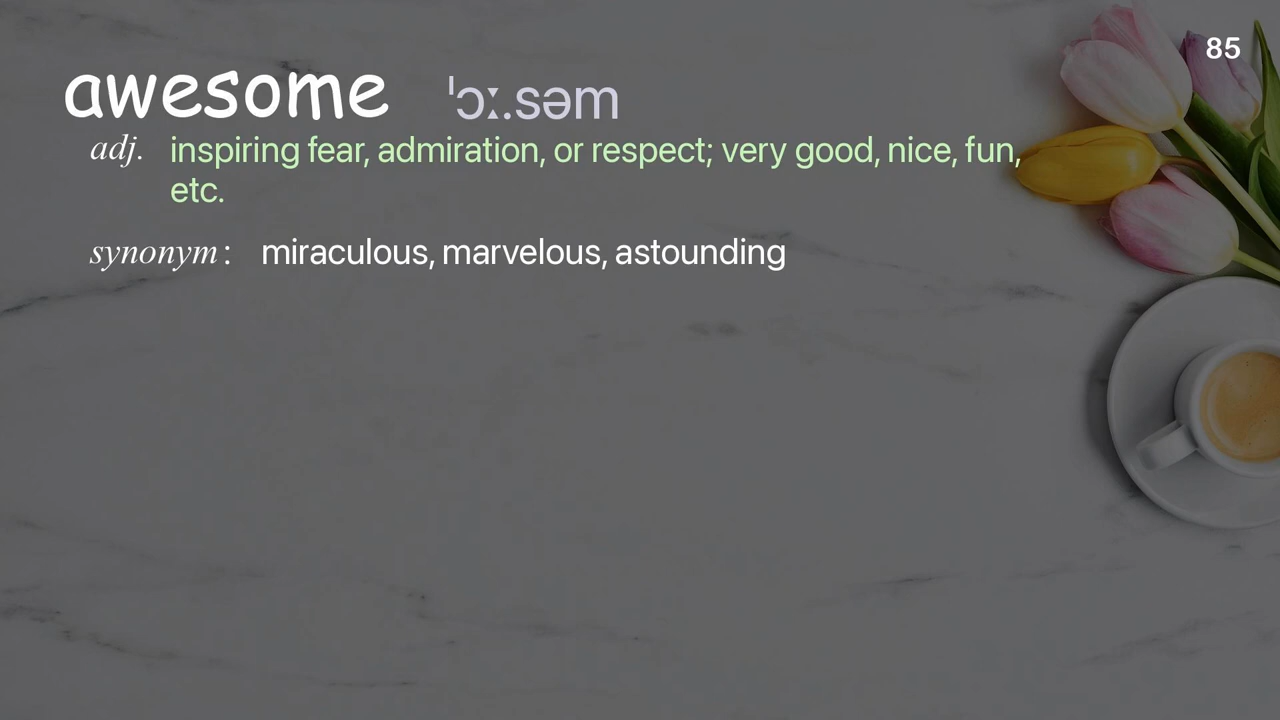 85
awesome ˈɔː.səm
adj. inspiring fear, admiration, or respect; very good, nice, fun,
etc.
synonym : miraculous, marvelous, astounding